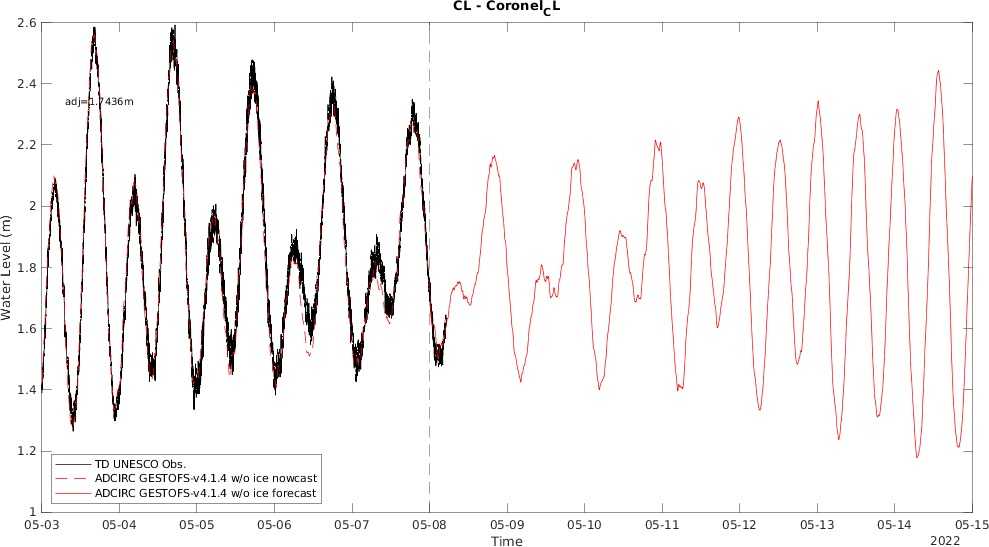 CL - Coronel_CL
2.6
2.4
adj=1.7436m
2.2
2
Water Level (m)
1.8
1.6
1.4
1.2
1
TD UNESCO Obs.
ADCIRC GESTOFS-v4.1.4 w/o ice nowcast
ADCIRC GESTOFS-v4.1.4 w/o ice forecast
05-03 05-04 05-05 05-06 05-07 05-08 05-09 05-10 05-11 05-12 05-13 05-14 05-15
Time
2022